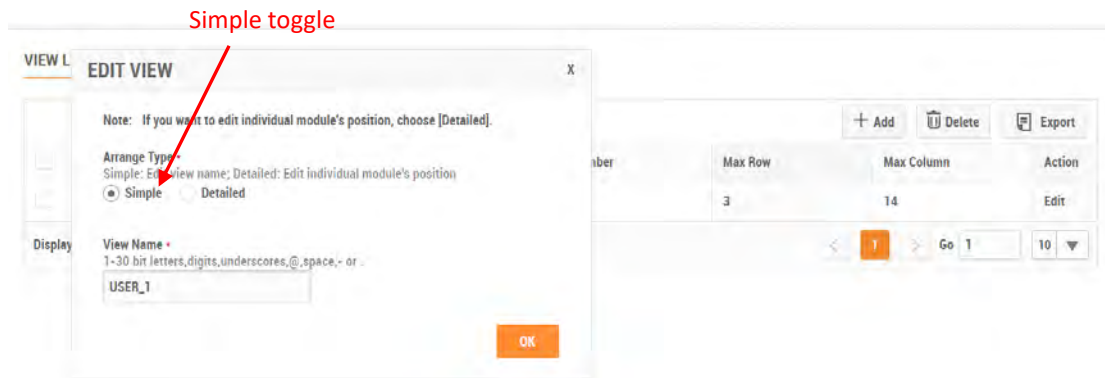 Simple toggle
VIEW L
EDIT VIEW
X
Note: If you want to edit individual module's position, choose [Detailed].
+ Add
Delete
Export
Arrange Type •
Simple: Edit view name; Detailed: Edit individual module's position
Simple
Detailed
nber
Max Row
Max Column
Action
3
14
Edit
Display
View Name •
1-30 bit letters,digits,underscores,@,space,- or .
USER_1
<
1
>
Go
1
10
OK